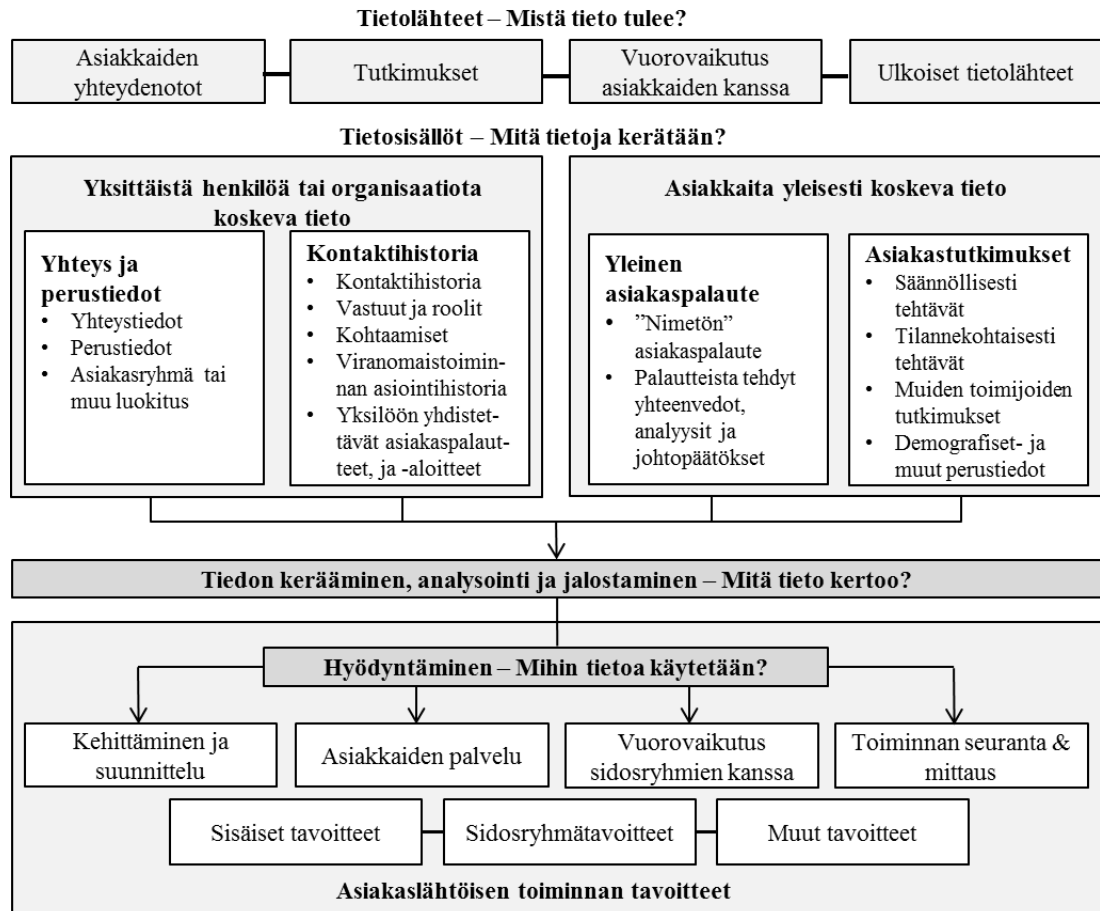 Tietolähteet – Mistä tieto tulee?
Asiakkaiden
yhteydenotot
Tutkimukset
Vuorovaikutus
asiakkaiden kanssa
Ulkoiset tietolähteet
Tietosisällöt – Mitä tietoja kerätään?
Yksittäistä henkilöä tai organisaatiota
koskeva tieto
Yhteys ja
perustiedot
• Yhteystiedot
• Perustiedot
• Asiakasryhmä tai
muu luokitus
Kontaktihistoria
• Kontaktihistoria
• Vastuut ja roolit
• Kohtaamiset
• Viranomaistoimin-
nan asiointihistoria
• Yksilöön yhdistet-
tävät asiakaspalaut-
teet, ja -aloitteet
Asiakkaita yleisesti koskeva tieto
Yleinen
asiakaspalaute
• ”Nimetön”
asiakaspalaute
• Palautteista tehdyt
yhteenvedot,
analyysit ja
johtopäätökset
Asiakastutkimukset
• Säännöllisesti
tehtävät
• Tilannekohtaisesti
tehtävät
• Muiden toimijoiden
tutkimukset
• Demografiset- ja
muut perustiedot
Tiedon kerääminen, analysointi ja jalostaminen – Mitä tieto kertoo?
Hyödyntäminen – Mihin tietoa käytetään?
Kehittäminen ja
suunnittelu
Asiakkaiden palvelu
Vuorovaikutus
sidosryhmien kanssa
Toiminnan seuranta &
mittaus
Sisäiset tavoitteet
Sidosryhmätavoitteet
Muut tavoitteet
Asiakaslähtöisen toiminnan tavoitteet